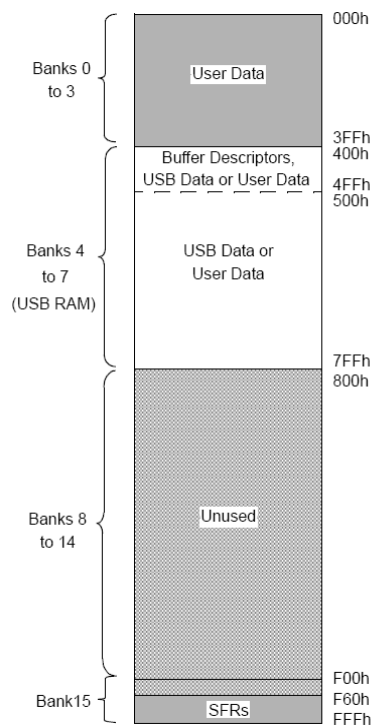 000h
Banks 0
to 3
User Data
3FFh
400h
Buffer Descriptors,
USB Data or User Data
4FFh
500h
Banks 4
to 7
(USB RAM)
USB Data or
User Data
7FFh
800h
Banks 8
to 14
Unused
F00h
Bank15
F60h
SFRs
FFFh